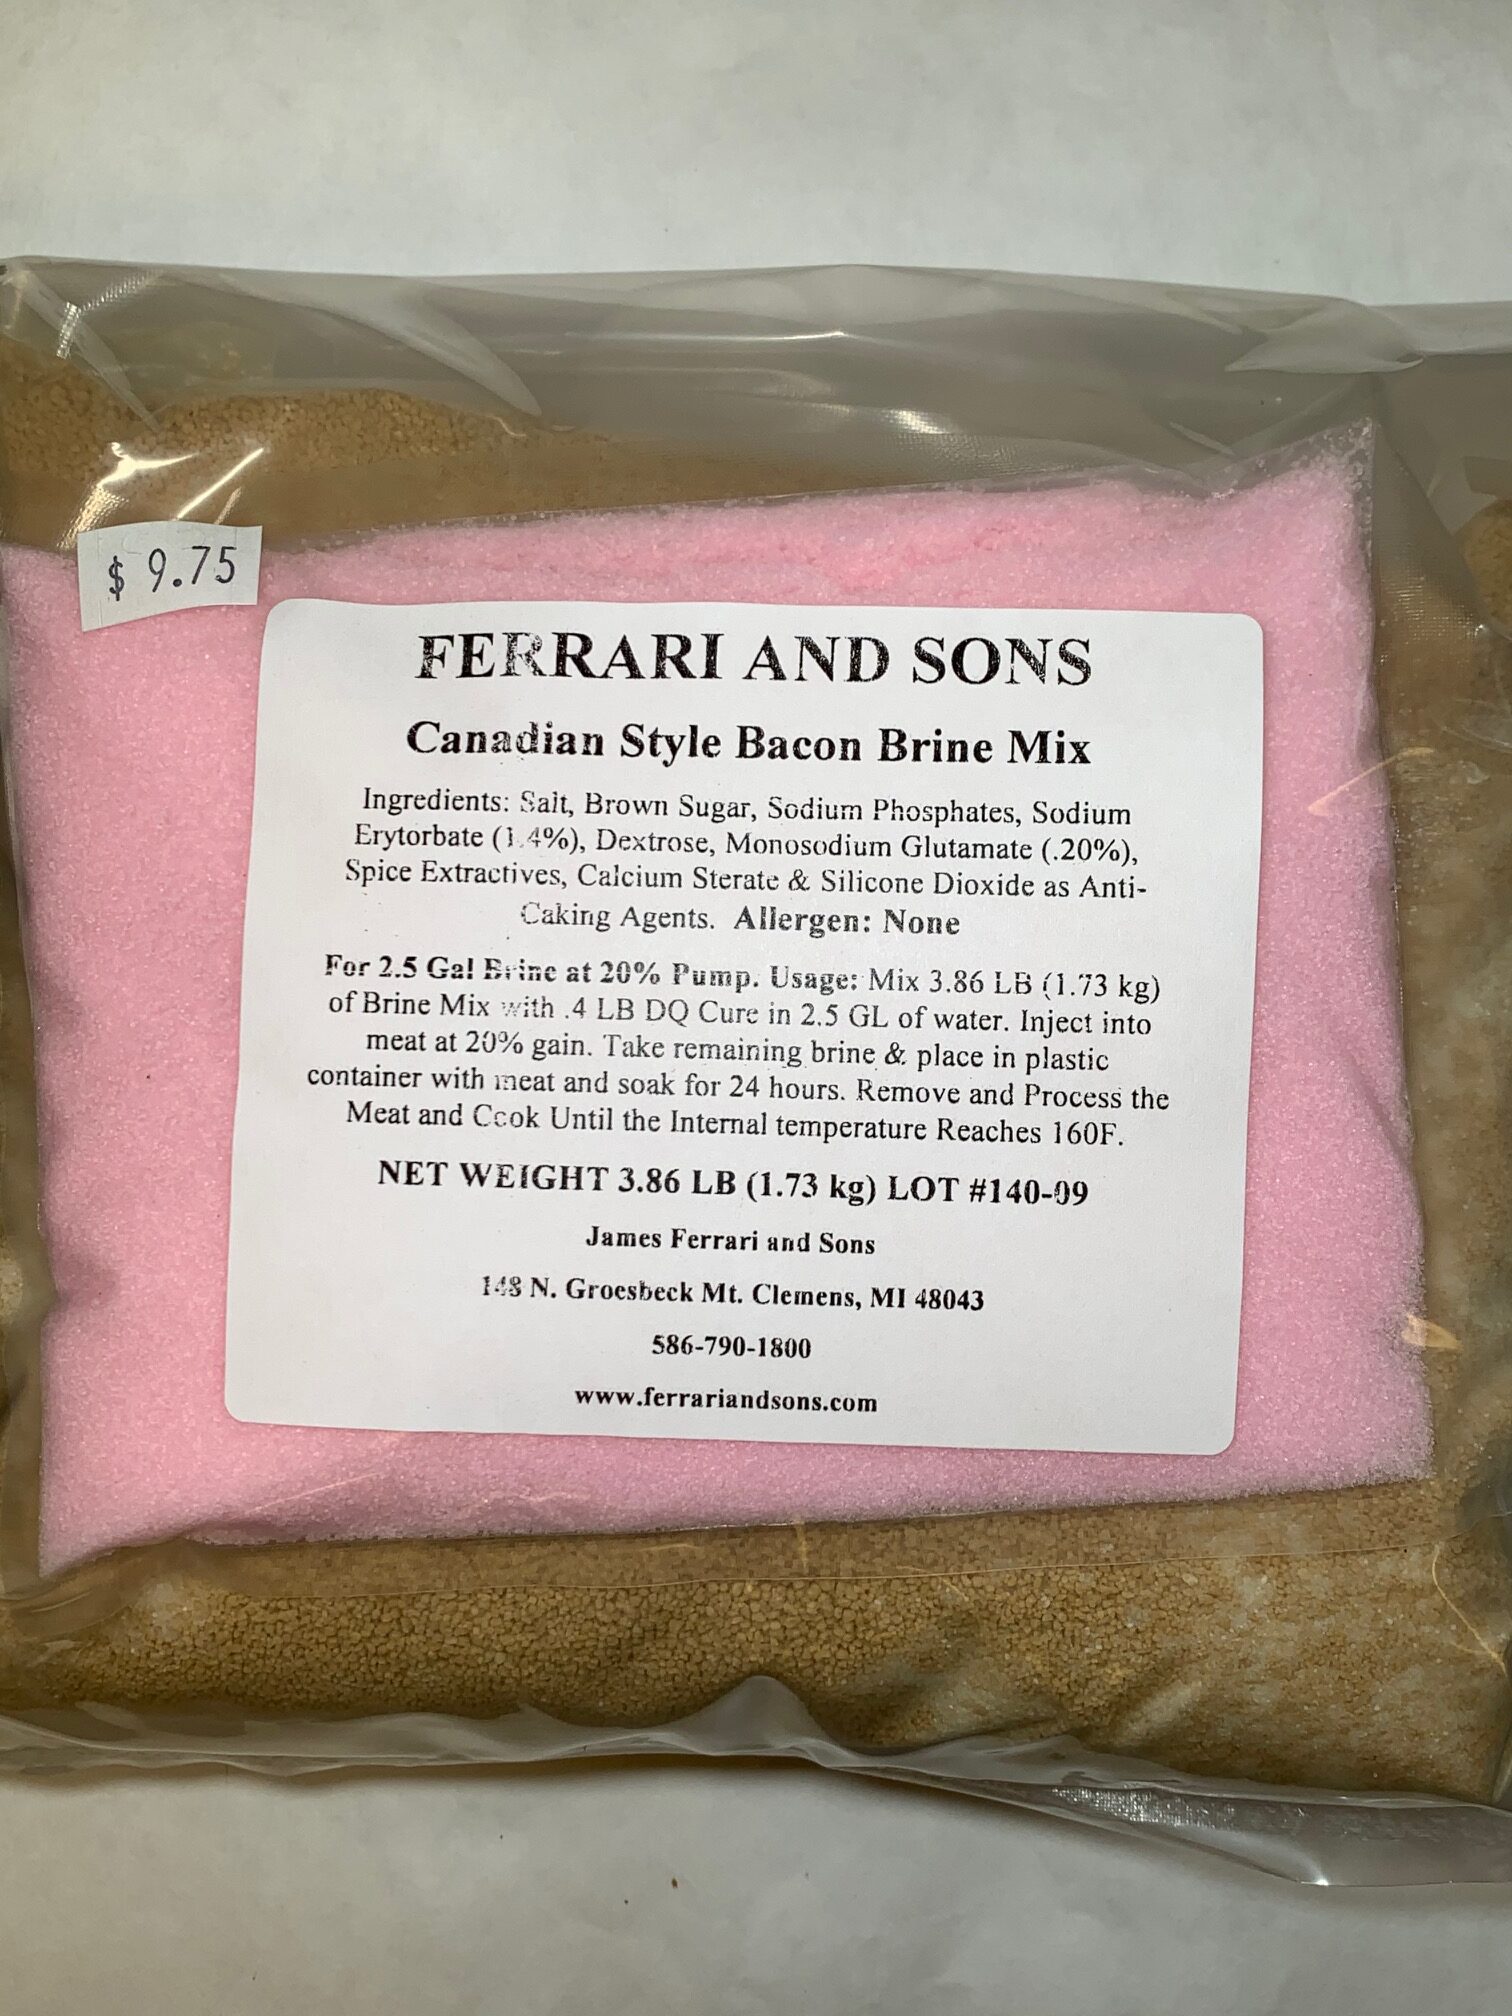 $ 9.75
FERRARI AND SONS
Canadian Style Bacon Brine Mix
Ingredients: Salt, Brown Sugar, Sodium Phosphates, Sodium
Erytorbate (1.4%), Dextrose, Monosodium Glutamate (.20%),
Spice Extractives, Calcium Sterate & Silicone Dioxide as Anti-
Caking Agents. Allergen: None
For 2.5 Gal Brine at 20% Pump. Usage: Mix 3.86 LB (1.73 kg)
of Brine Mix with .4 LB DQ Cure in 2.5 GL of water. Inject into
meat at 20% gain. Take remaining brine & place in plastic
container with meat and soak for 24 hours. Remove and Process the
Meat and Cook Until the Internal temperature Reaches 160F.
NET WEIGHT 3.86 LB (1.73 kg) LOT #140-09
James Ferrari and Sons
148 N. Groesbeck Mt. Clemens, MI 48043
586-790-1800
www.ferrariandsons.com